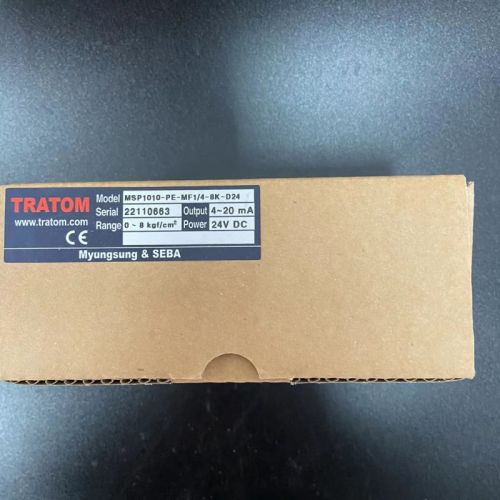 TRATOM
www.tratom.com
CE
Model MSP1010-PE-MF1/4-8K-D24
Serial 22110663 Output 4~20 mA
Range 0 ~ 8 kgf/cm² Power 24V DC
Myungsung & SEBA